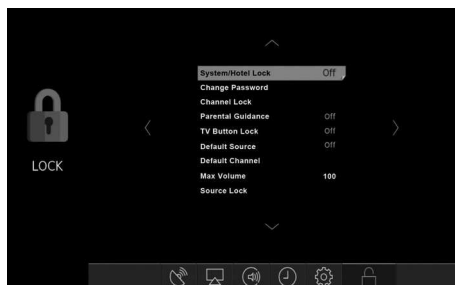 System/Hotel Lock Off
Change Password
Channel Lock
Parental Guidance Off
TV Button Lock Off
Default Source Off
Default Channel
Max Volume 100
Source Lock
LOCK